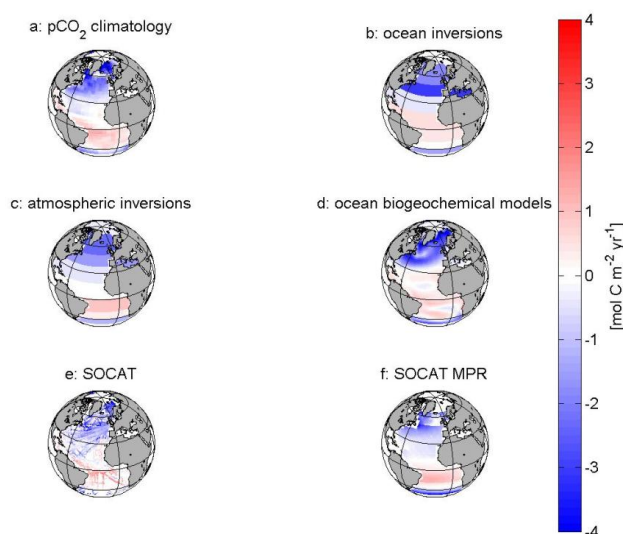 a: pCO₂ climatology
b: ocean inversions
c: atmospheric inversions
d: ocean biogeochemical models
e: SOCAT
f: SOCAT MPR
4
3
2
1
0
-1
-2
-3
-4
[mol C m⁻² yr⁻¹]